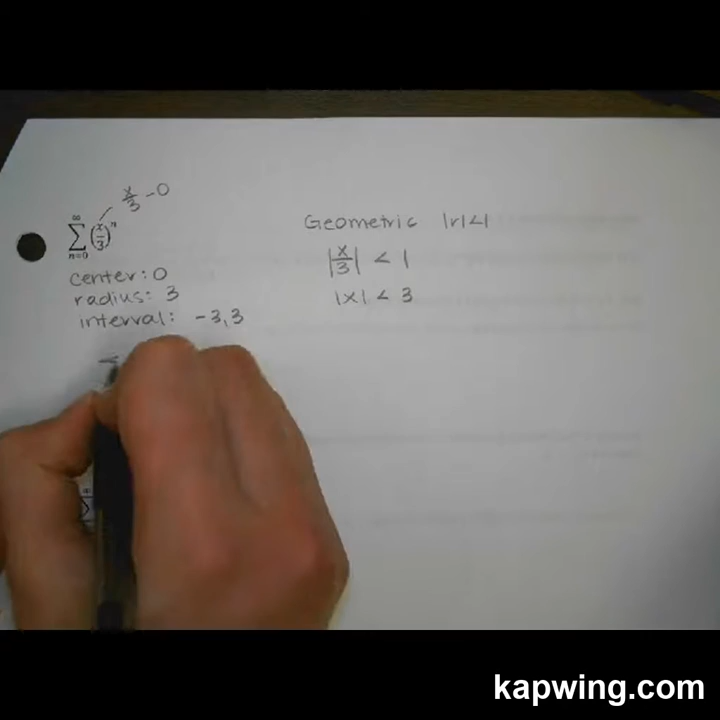 x/3 - 0
∞
∑ (x/3)^n
n=0
center: 0
radius: 3
interval: -3,3
Geometric |r|<1
|x/3| < 1
|x| < 3
kapwing.com